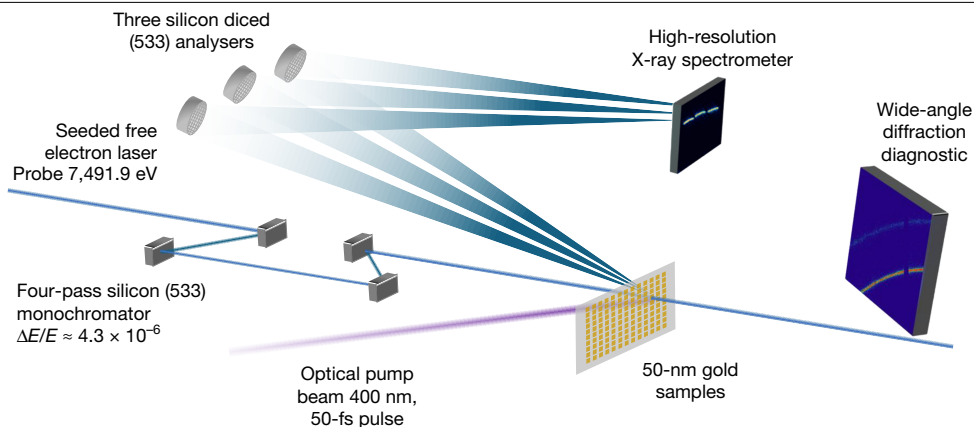 Three silicon diced
(533) analysers
High-resolution
X-ray spectrometer
Wide-angle
diffraction
diagnostic
Seeded free
electron laser
Probe 7,491.9 eV
Four-pass silicon (533)
monochromator
ΔE/E ≈ 4.3 × 10⁻⁶
Optical pump
beam 400 nm,
50-fs pulse
50-nm gold
samples